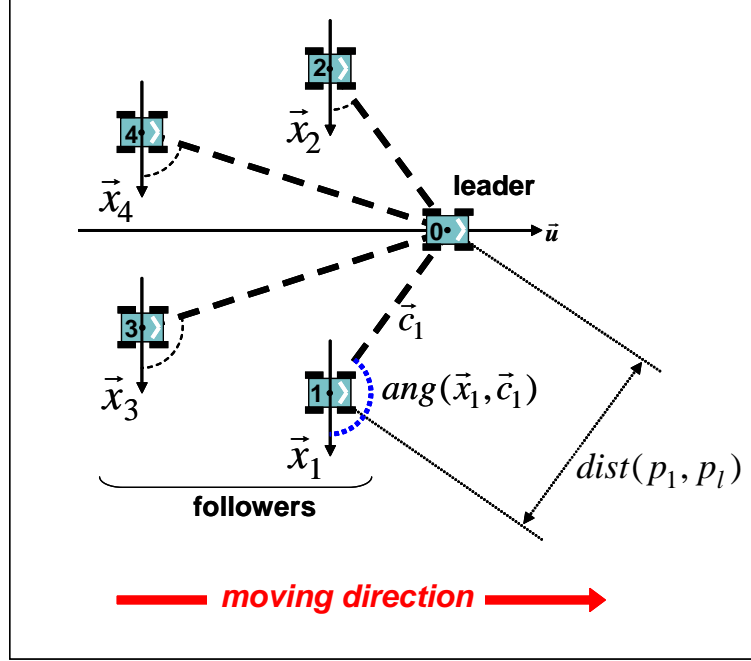 2
x⃗₂
4
x⃗₄
leader
0
u⃗
c⃗₁
3
x⃗₃
1
ang(x⃗₁, c⃗₁)
x⃗₁
dist(p₁, pₗ)
followers
moving direction